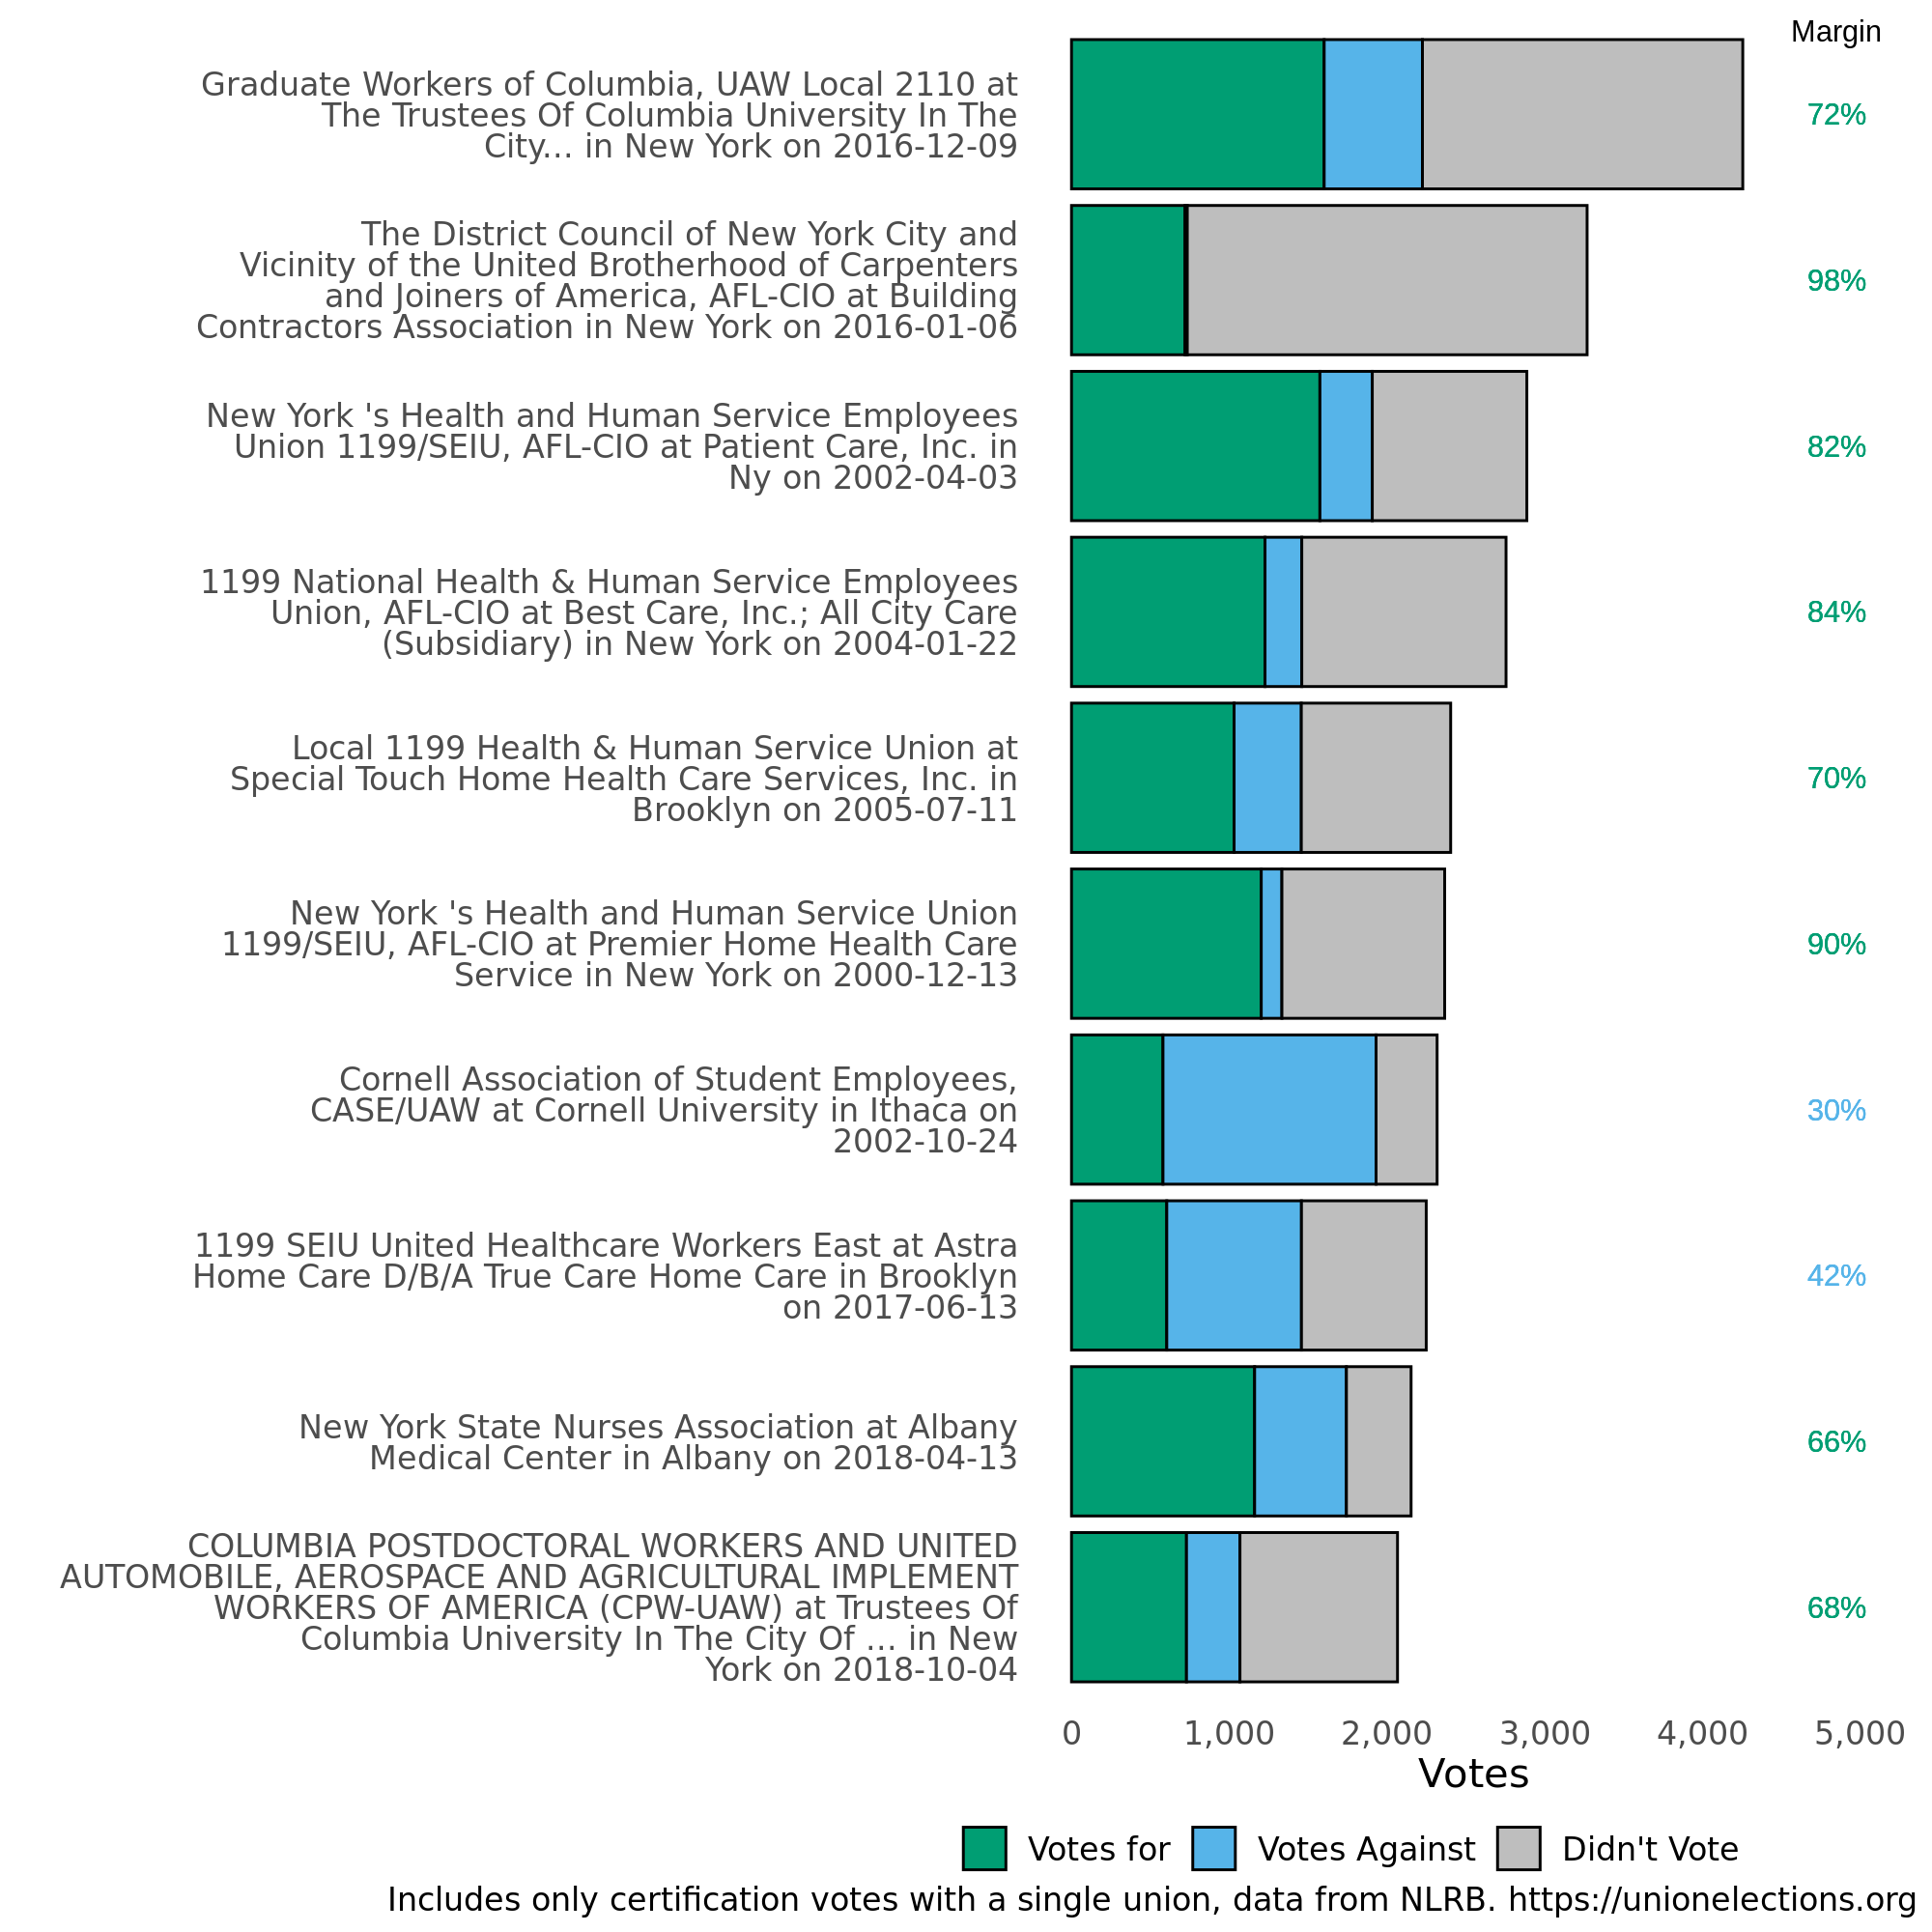 Margin
Graduate Workers of Columbia, UAW Local 2110 at
The Trustees Of Columbia University In The
City... in New York on 2016-12-09
72%
The District Council of New York City and
Vicinity of the United Brotherhood of Carpenters
and Joiners of America, AFL-CIO at Building
Contractors Association in New York on 2016-01-06
98%
New York 's Health and Human Service Employees
Union 1199/SEIU, AFL-CIO at Patient Care, Inc. in
Ny on 2002-04-03
82%
1199 National Health & Human Service Employees
Union, AFL-CIO at Best Care, Inc.; All City Care
(Subsidiary) in New York on 2004-01-22
84%
Local 1199 Health & Human Service Union at
Special Touch Home Health Care Services, Inc. in
Brooklyn on 2005-07-11
70%
New York 's Health and Human Service Union
1199/SEIU, AFL-CIO at Premier Home Health Care
Service in New York on 2000-12-13
90%
Cornell Association of Student Employees,
CASE/UAW at Cornell University in Ithaca on
2002-10-24
30%
1199 SEIU United Healthcare Workers East at Astra
Home Care D/B/A True Care Home Care in Brooklyn
on 2017-06-13
42%
New York State Nurses Association at Albany
Medical Center in Albany on 2018-04-13
66%
COLUMBIA POSTDOCTORAL WORKERS AND UNITED
AUTOMOBILE, AEROSPACE AND AGRICULTURAL IMPLEMENT
WORKERS OF AMERICA (CPW-UAW) at Trustees Of
Columbia University In The City Of ... in New
York on 2018-10-04
68%
0 1,000 2,000 3,000 4,000 5,000
Votes
Votes for Votes Against Didn't Vote
Includes only certification votes with a single union, data from NLRB. https://unionelections.org